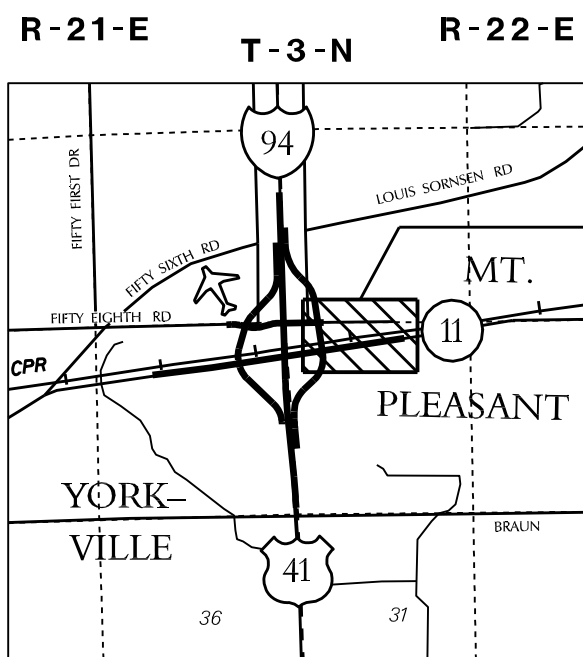 R-21-E
T-3-N
R-22-E
94
FIFTY FIRST DR
LOUIS SORNSEN RD
FIFTY SIXTH RD
MT.
FIFTY EIGHTH RD
11
CPR
PLEASANT
YORK–
VILLE
BRAUN
41
36
31